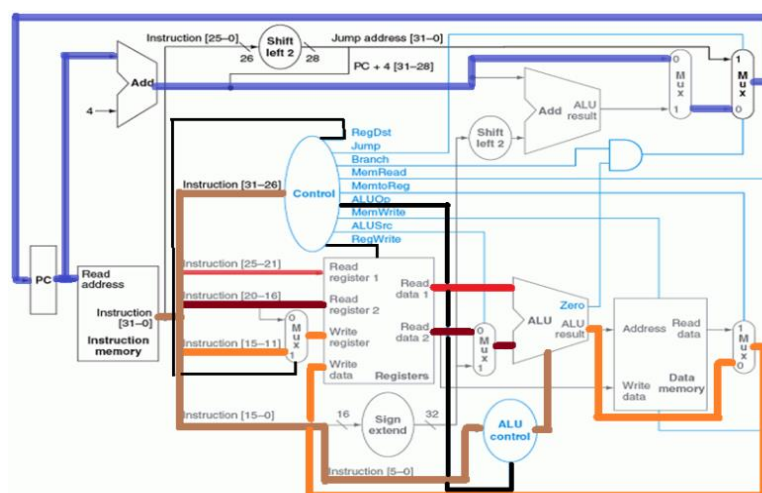 Instruction [25–0]
Shift
left 2
Jump address [31–0]
26
28
PC + 4 [31–28]
Add
4
0
M
u
x
1
1
M
u
x
0
Add
ALU
result
Shift
left 2
RegDst
Jump
Branch
MemRead
MemtoReg
ALUOp
MemWrite
ALUSrc
RegWrite
Control
Instruction [31–26]
PC
Read
address
Instruction
[31–0]
Instruction
memory
Instruction [25–21]
Instruction [20–16]
Instruction [15–11]
0
M
u
x
1
Read
register 1
Read
register 2
Write
register
Write
data
Read
data 1
Read
data 2
Registers
0
M
u
x
1
Zero
ALU
ALU
result
Address
Read
data
Write
data
Data
memory
1
M
u
x
0
Instruction [15–0]
16
Sign
extend
32
ALU
control
Instruction [5–0]